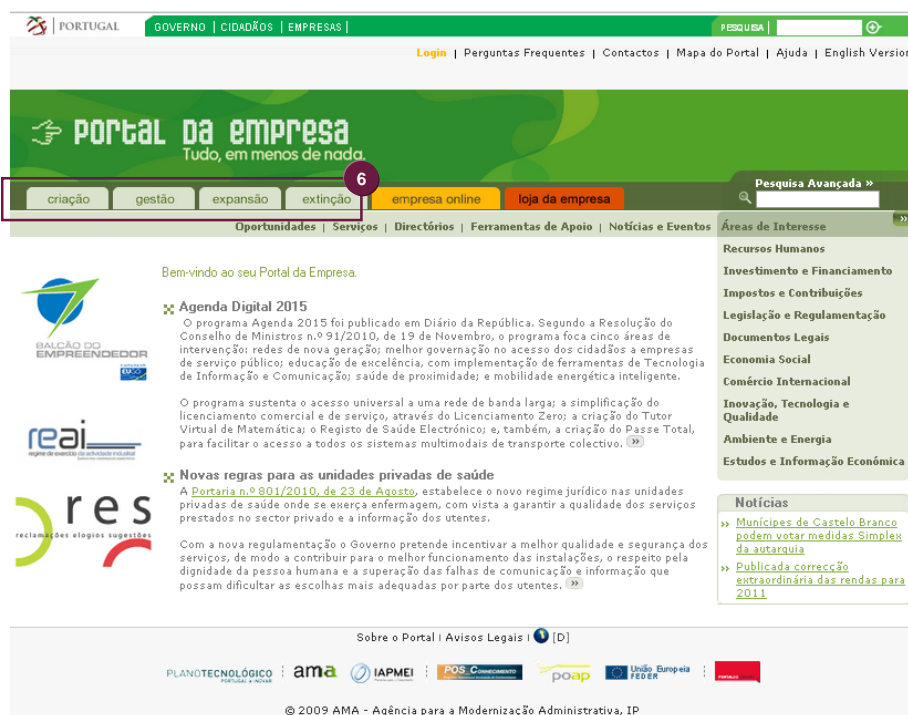 PORTUGAL
GOVERNO | CIDADÃOS | EMPRESAS |
PESQUISA |
Login | Perguntas Frequentes | Contactos | Mapa do Portal | Ajuda | English Version
Portal da empresa
Tudo, em menos de nada.
6
criação
gestão
expansão
extinção
empresa online
loja da empresa
Pesquisa Avançada »
Oportunidades | Serviços | Directórios | Ferramentas de Apoio | Notícias e Eventos
Áreas de Interesse
Recursos Humanos
Investimento e Financiamento
Impostos e Contribuições
Legislação e Regulamentação
Documentos Legais
Economia Social
Comércio Internacional
Inovação, Tecnologia e
Qualidade
Ambiente e Energia
Estudos e Informação Económica
BALCÃO DO
EMPREENDEDOR
reai
regime de exercício da actividade industrial
res
reclamações elogios sugestões
Bem-vindo ao seu Portal da Empresa.
Agenda Digital 2015
O programa Agenda 2015 foi publicado em Diário da República. Segundo a Resolução do
Conselho de Ministros n.º 91/2010, de 19 de Novembro, o programa foca cinco áreas de
intervenção: redes de nova geração; melhor governação no acesso dos cidadãos a empresas
de serviço público; educação de excelência, com implementação de ferramentas de Tecnologia
de Informação e Comunicação; saúde de proximidade; e mobilidade energética inteligente.
O programa sustenta o acesso universal a uma rede de banda larga; a simplificação do
licenciamento comercial e de serviço, através do Licenciamento Zero; a criação do Tutor
Virtual de Matemática; o Registo de Saúde Electrónico; e, também, a criação do Passe Total,
para facilitar o acesso a todos os sistemas multimodais de transporte colectivo. »
Novas regras para as unidades privadas de saúde
A Portaria n.º 801/2010, de 23 de Agosto, estabelece o novo regime jurídico nas unidades
privadas de saúde onde se exerça enfermagem, com vista a garantir a qualidade dos serviços
prestados no sector privado e a informação dos utentes.
Com a nova regulamentação o Governo pretende incentivar a melhor qualidade e segurança dos
serviços, de modo a contribuir para o melhor funcionamento das instalações, o respeito pela
dignidade da pessoa humana e a superação das falhas de comunicação e informação que
possam dificultar as escolhas mais adequadas por parte dos utentes. »
Notícias
» Munícipes de Castelo Branco
podem votar medidas Simplex
da autarquia
» Publicada correcção
extraordinária das rendas para
2011
Sobre o Portal | Avisos Legais | [D]
PLANOTECNOLÓGICO
PORTUGAL A INOVAR
ama
IAPMEI
POS_Conhecimento
poap
União Europeia
FEDER
© 2009 AMA - Agência para a Modernização Administrativa, IP